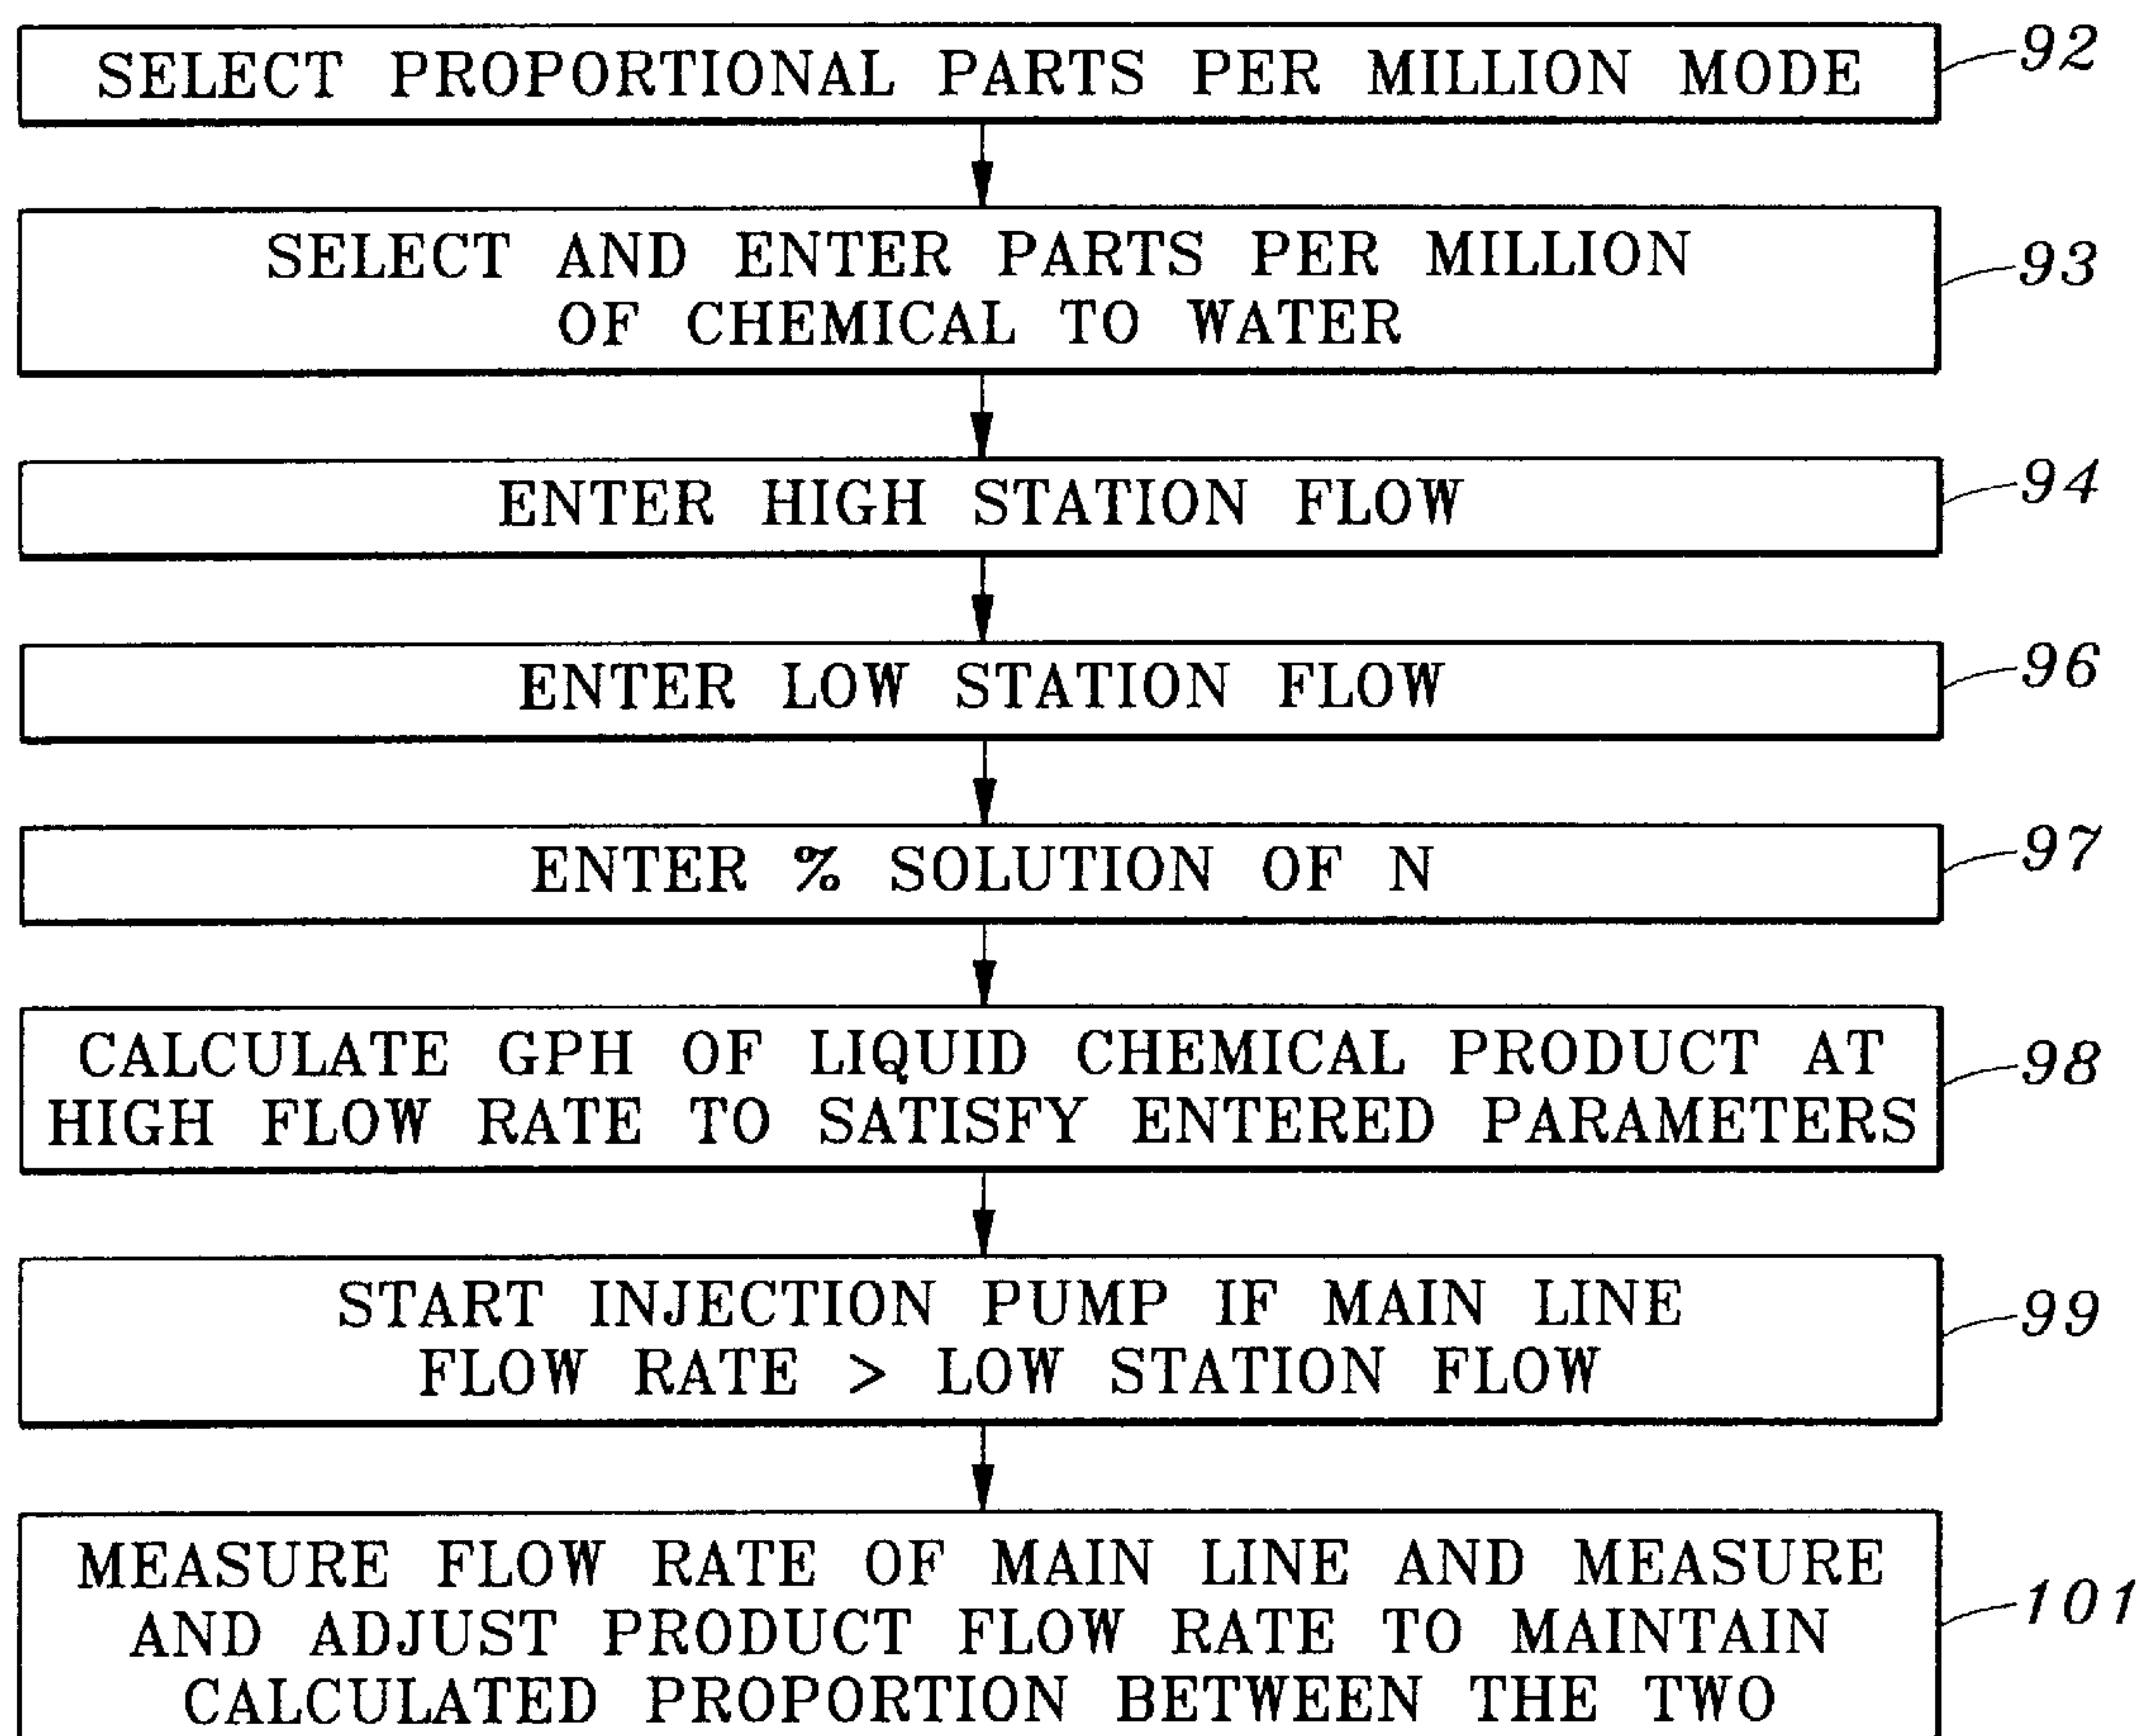 SELECT PROPORTIONAL PARTS PER MILLION MODE 92
SELECT AND ENTER PARTS PER MILLION
OF CHEMICAL TO WATER
93
ENTER HIGH STATION FLOW 94
ENTER LOW STATION FLOW 96
ENTER % SOLUTION OF N 97
CALCULATE GPH OF LIQUID CHEMICAL PRODUCT AT
HIGH FLOW RATE TO SATISFY ENTERED PARAMETERS
98
START INJECTION PUMP IF MAIN LINE
FLOW RATE > LOW STATION FLOW
99
MEASURE FLOW RATE OF MAIN LINE AND MEASURE
AND ADJUST PRODUCT FLOW RATE TO MAINTAIN
CALCULATED PROPORTION BETWEEN THE TWO
101